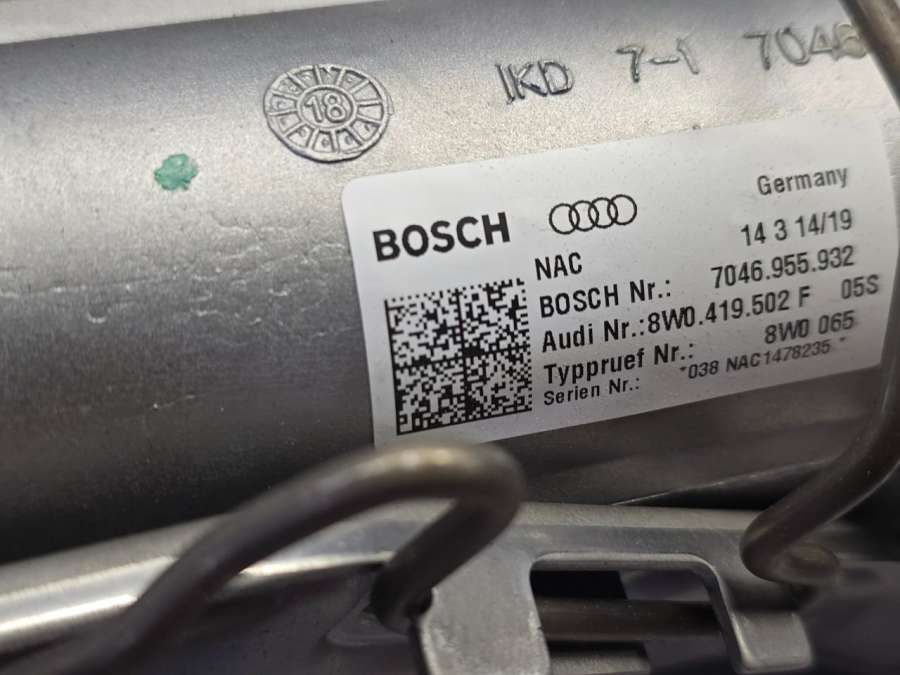 IKD 7-1 7046
18
Germany
BOSCH
14 3 14/19
NAC
BOSCH Nr.: 7046.955.932
Audi Nr.:8W0.419.502 F 05S
Typpruef Nr.: 8W0 065
Serien Nr.: *038 NAC1478235 *